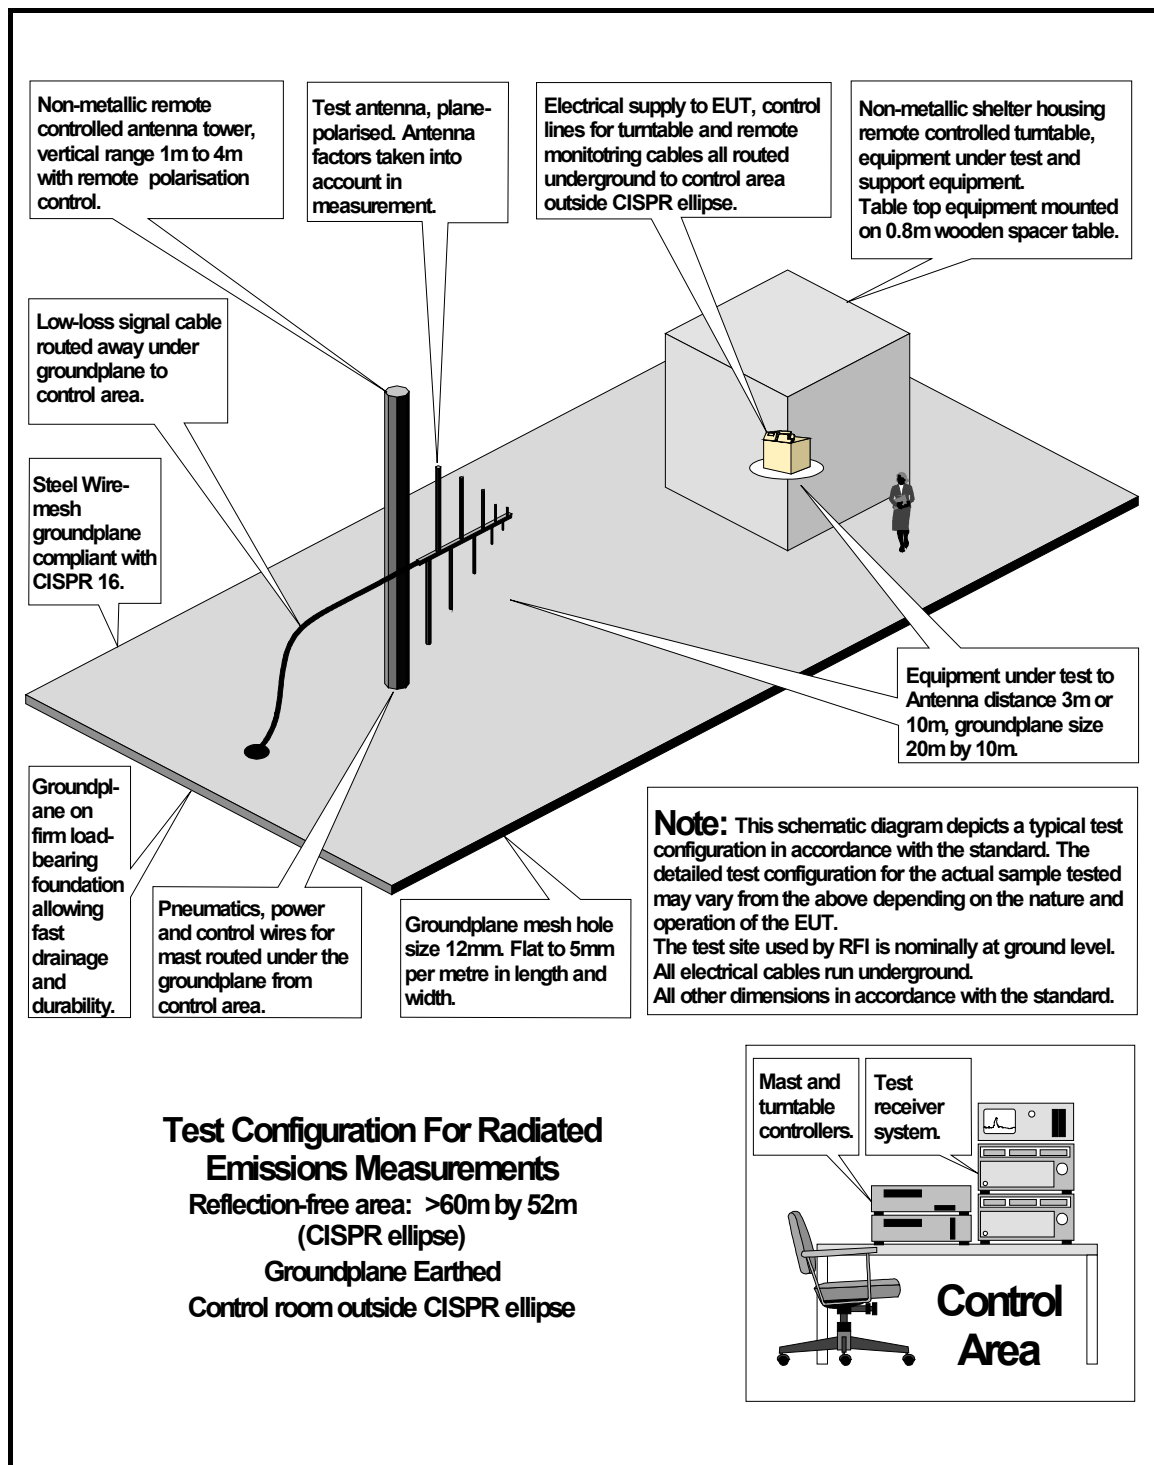 Non-metallic remote
controlled antenna tower,
vertical range 1m to 4m
with remote polarisation
control.
Test antenna, plane-
polarised. Antenna
factors taken into
account in
measurement.
Electrical supply to EUT, control
lines for turntable and remote
monitotring cables all routed
underground to control area
outside CISPR ellipse.
Non-metallic shelter housing
remote controlled turntable,
equipment under test and
support equipment.
Table top equipment mounted
on 0.8m wooden spacer table.
Low-loss signal cable
routed away under
groundplane to
control area.
Steel Wire-
mesh
groundplane
compliant with
CISPR 16.
Equipment under test to
Antenna distance 3m or
10m, groundplane size
20m by 10m.
Groundpl-
ane on
firm load-
bearing
foundation
allowing
fast
drainage
and
durability.
Pneumatics, power
and control wires for
mast routed under the
groundplane from
control area.
Groundplane mesh hole
size 12mm. Flat to 5mm
per metre in length and
width.
Note: This schematic diagram depicts a typical test
configuration in accordance with the standard. The
detailed test configuration for the actual sample tested
may vary from the above depending on the nature and
operation of the EUT.
The test site used by RFI is nominally at ground level.
All electrical cables run underground.
All other dimensions in accordance with the standard.
Mast and
turntable
controllers.
Test
receiver
system.
Control
Area
Test Configuration For Radiated
Emissions Measurements
Reflection-free area: >60m by 52m
(CISPR ellipse)
Groundplane Earthed
Control room outside CISPR ellipse